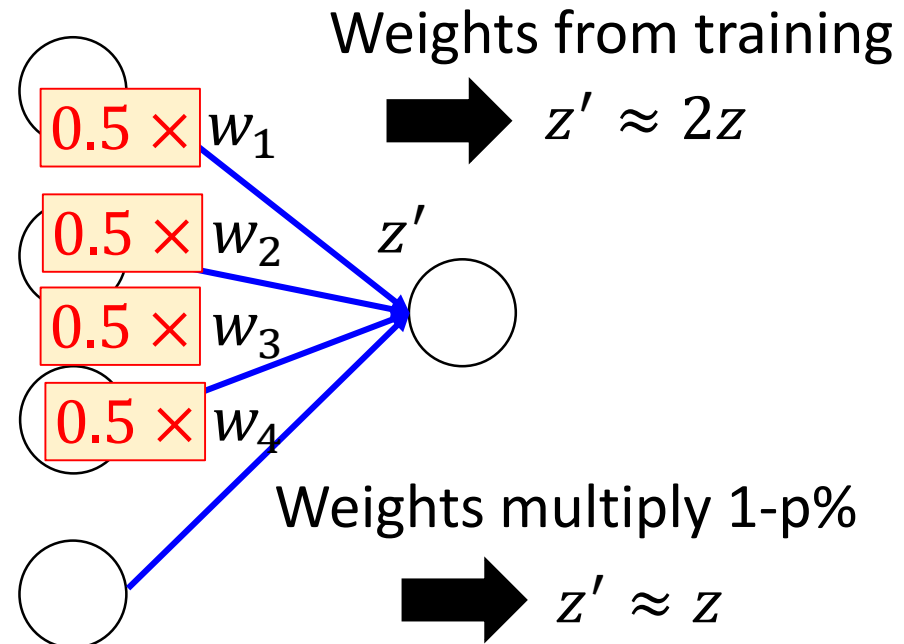 Weights from training
z′ ≈ 2z
0.5 × w₁
0.5 × w₂
z′
0.5 × w₃
0.5 × w₄
Weights multiply 1-p%
z′ ≈ z